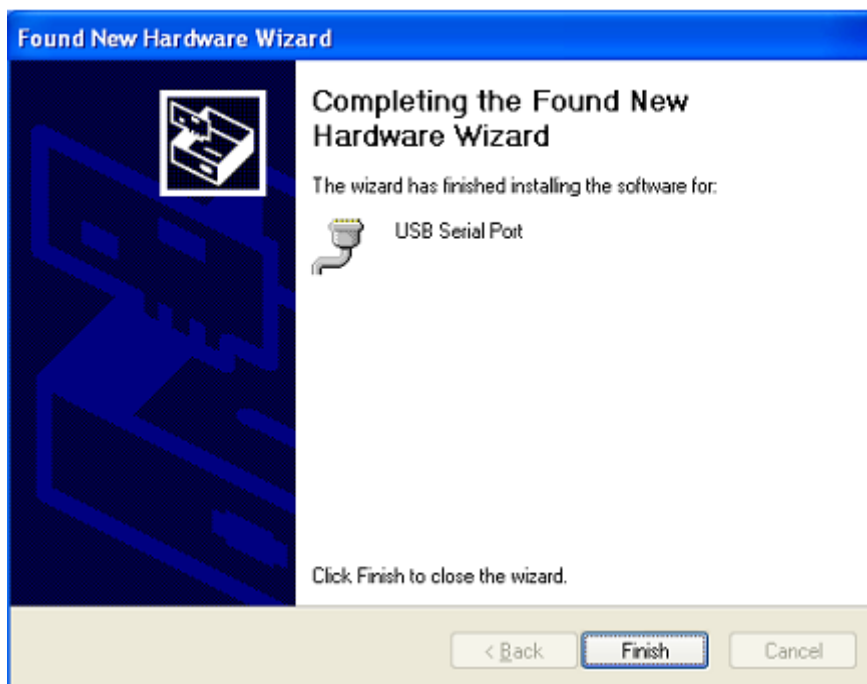 Found New Hardware Wizard
Completing the Found New
Hardware Wizard
The wizard has finished installing the software for:
USB Serial Port
Click Finish to close the wizard.
< Back
Finish
Cancel